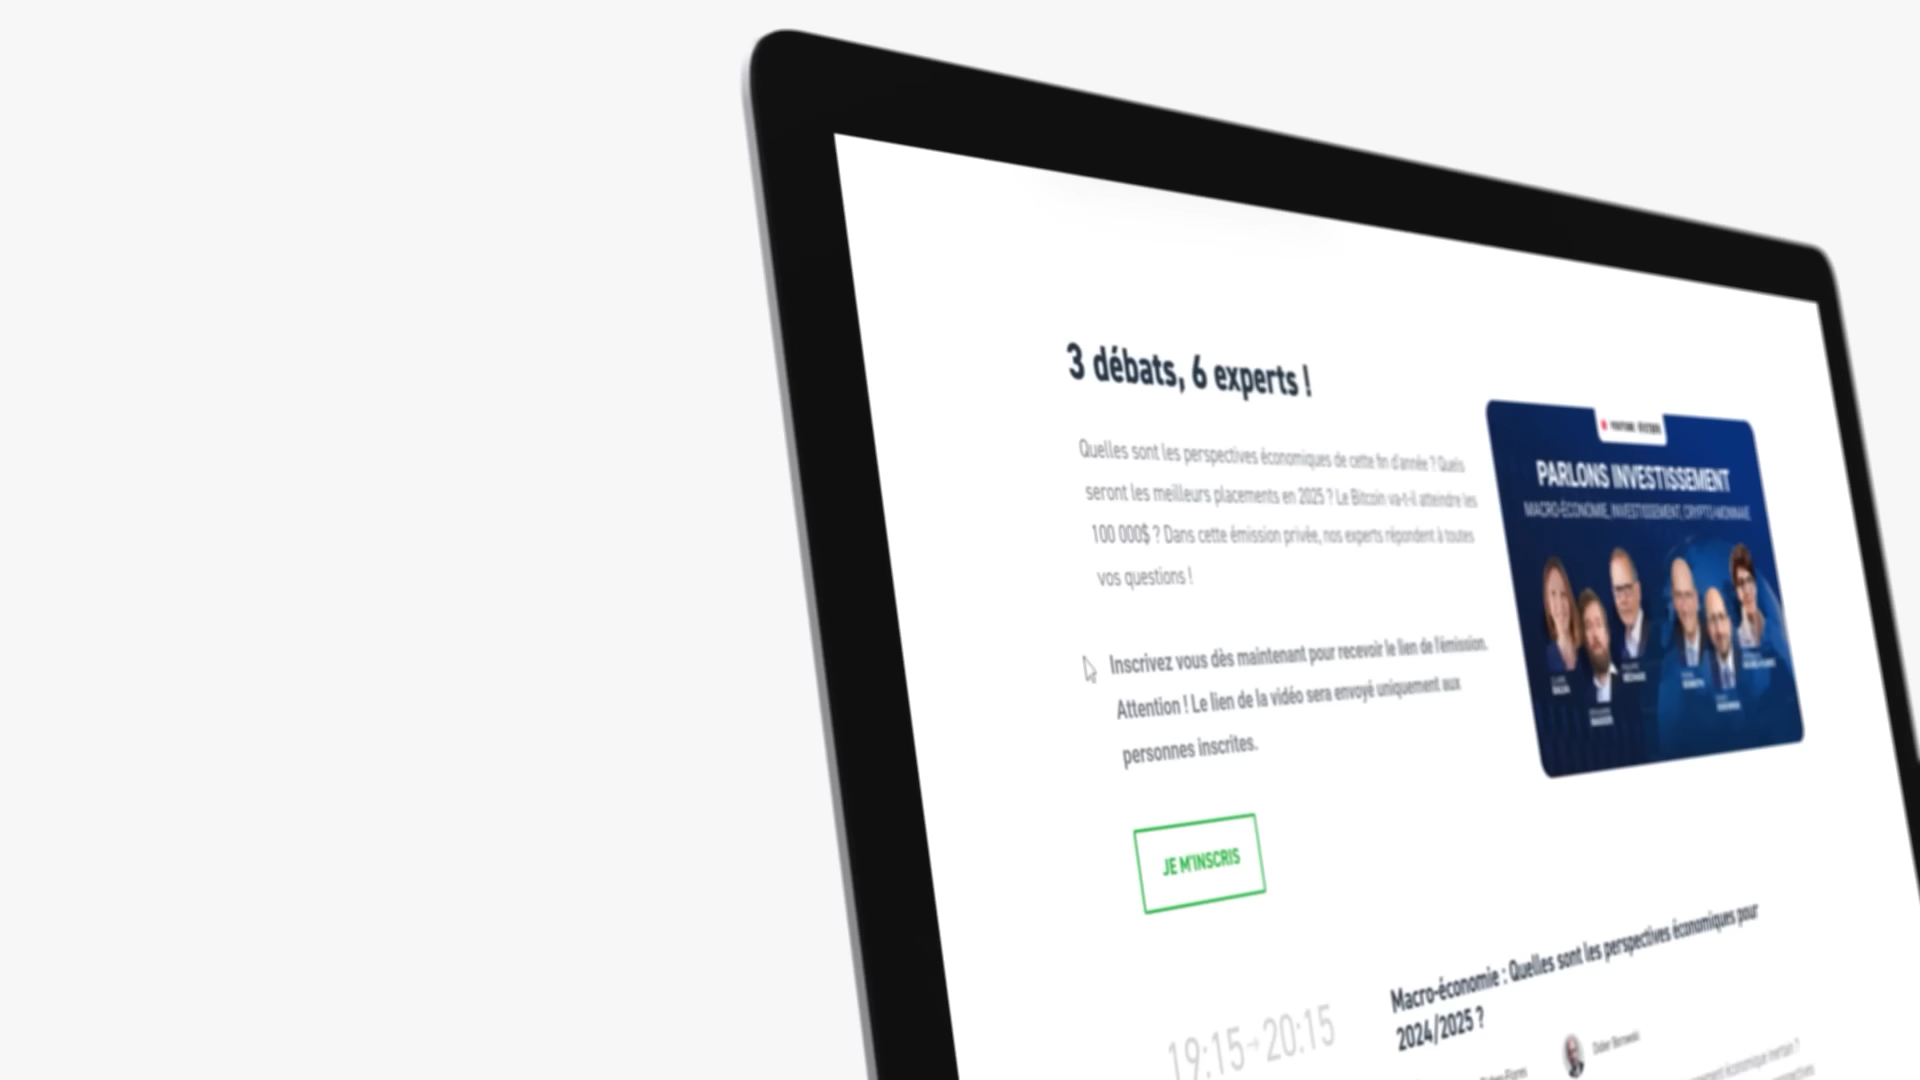 3 débats, 6 experts !
Quelles sont les perspectives économiques de cette fin d'année ? Quels
seront les meilleurs placements en 2025 ? Le Bitcoin va-t-il atteindre les
100 000$ ? Dans cette émission privée, nos experts répondent à toutes
vos questions !
Inscrivez vous dès maintenant pour recevoir le lien de l'émission.
Attention ! Le lien de la vidéo sera envoyé uniquement aux
personnes inscrites.
JE M'INSCRIS
PARLONS INVESTISSEMENT
MACRO-ÉCONOMIE, INVESTISSEMENT, CRYPTO-MONNAIE
19:15→20:15
Macro-économie : Quelles sont les perspectives économiques pour
2024/2025 ?
Didier Borowski
économique incertain ?